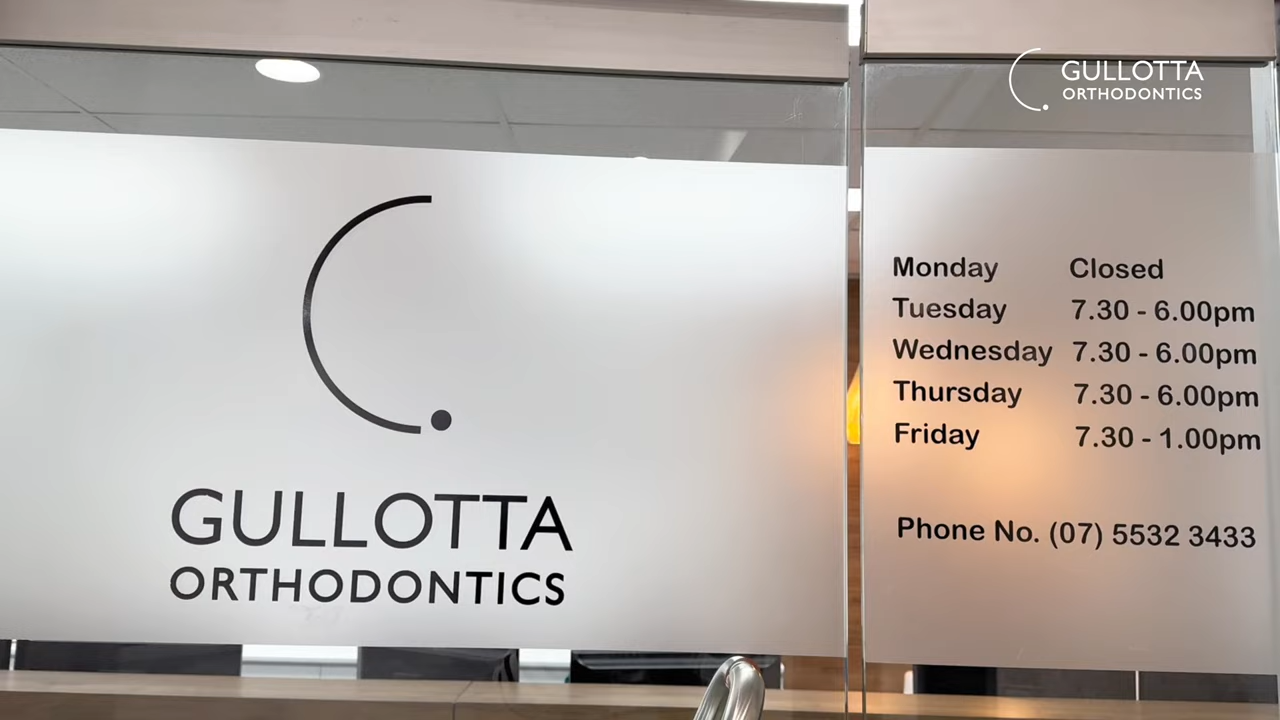 GULLOTTA
ORTHODONTICS
GULLOTTA
ORTHODONTICS
Monday Closed
Tuesday 7.30 - 6.00pm
Wednesday 7.30 - 6.00pm
Thursday 7.30 - 6.00pm
Friday 7.30 - 1.00pm
Phone No. (07) 5532 3433